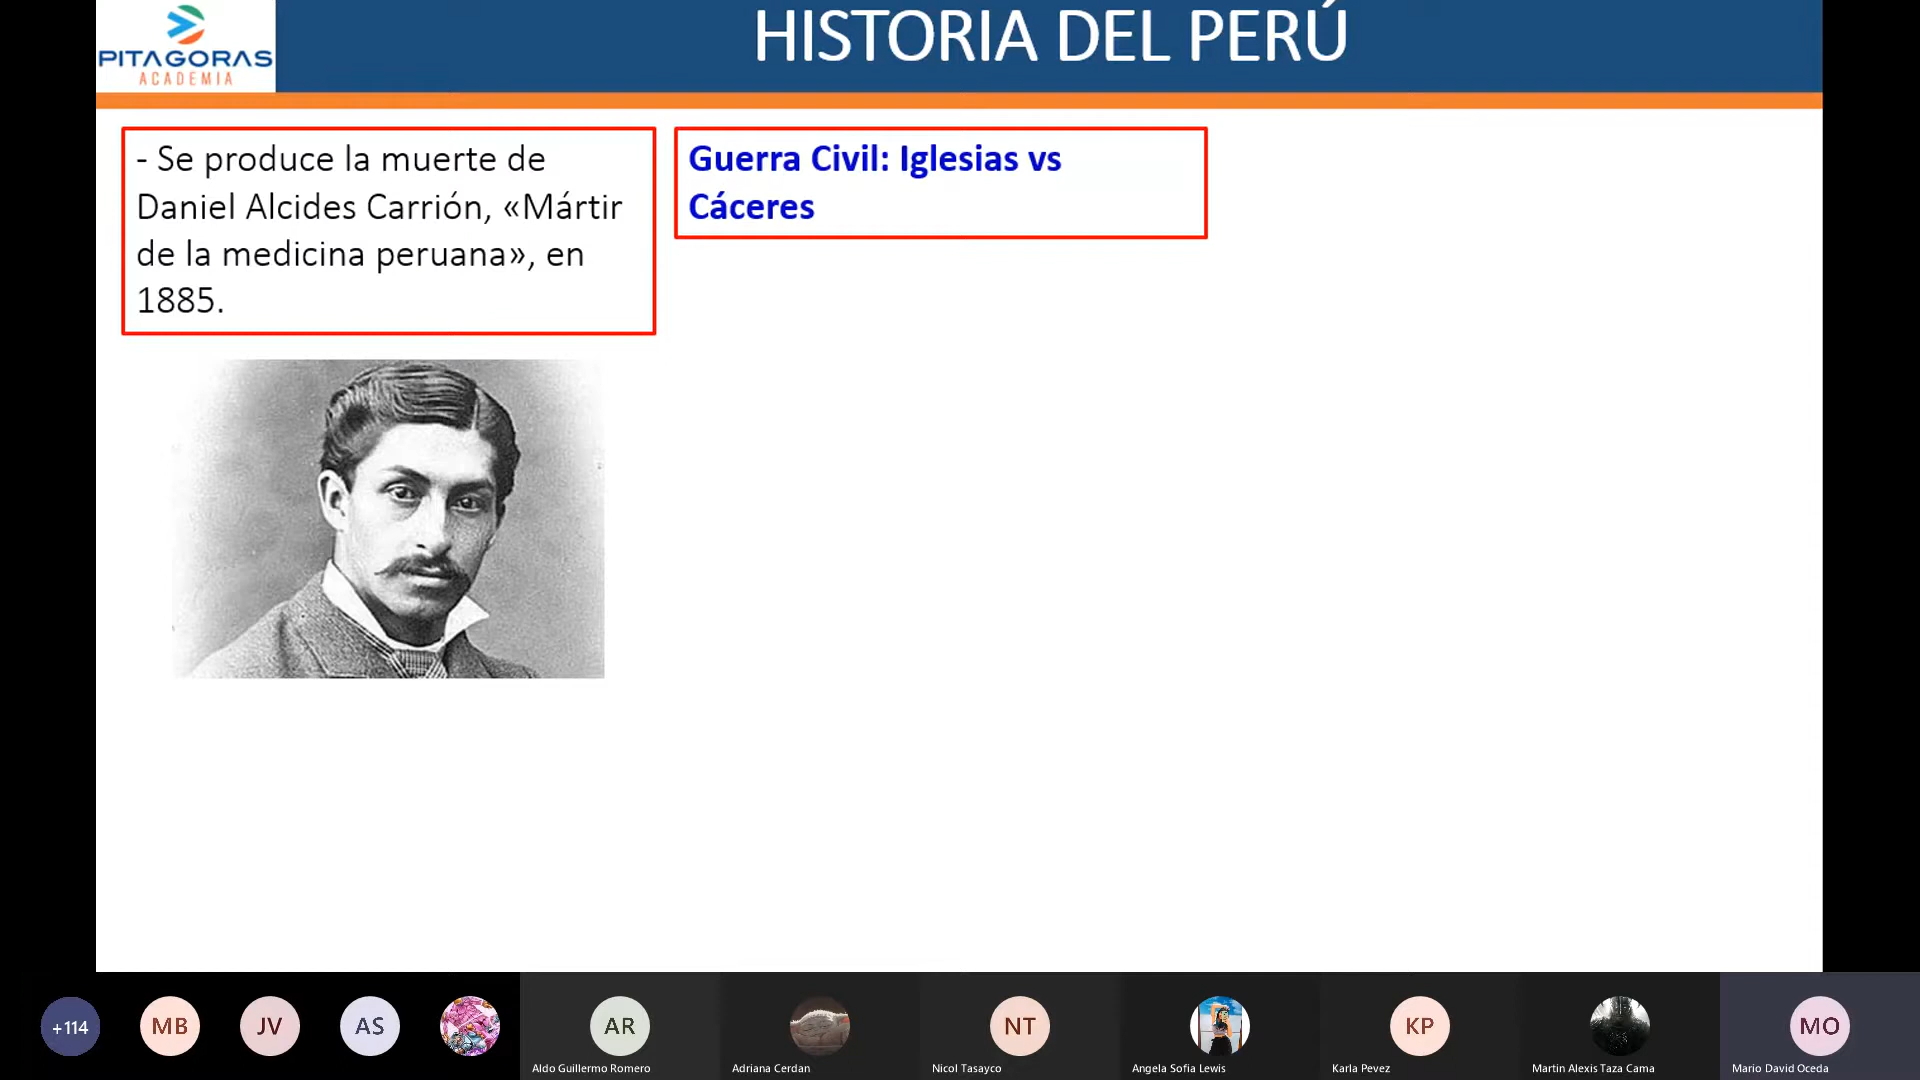 PITAGORAS
ACADEMIA
HISTORIA DEL PERÚ
- Se produce la muerte de
Daniel Alcides Carrión, «Mártir
de la medicina peruana», en
1885.
Guerra Civil: Iglesias vs
Cáceres
+114
MB
JV
AS
AR
Aldo Guillermo Romero
Adriana Cerdan
NT
Nicol Tasayco
Angela Sofia Lewis
KP
Karla Pevez
Martin Alexis Taza Cama
MO
Mario David Oceda